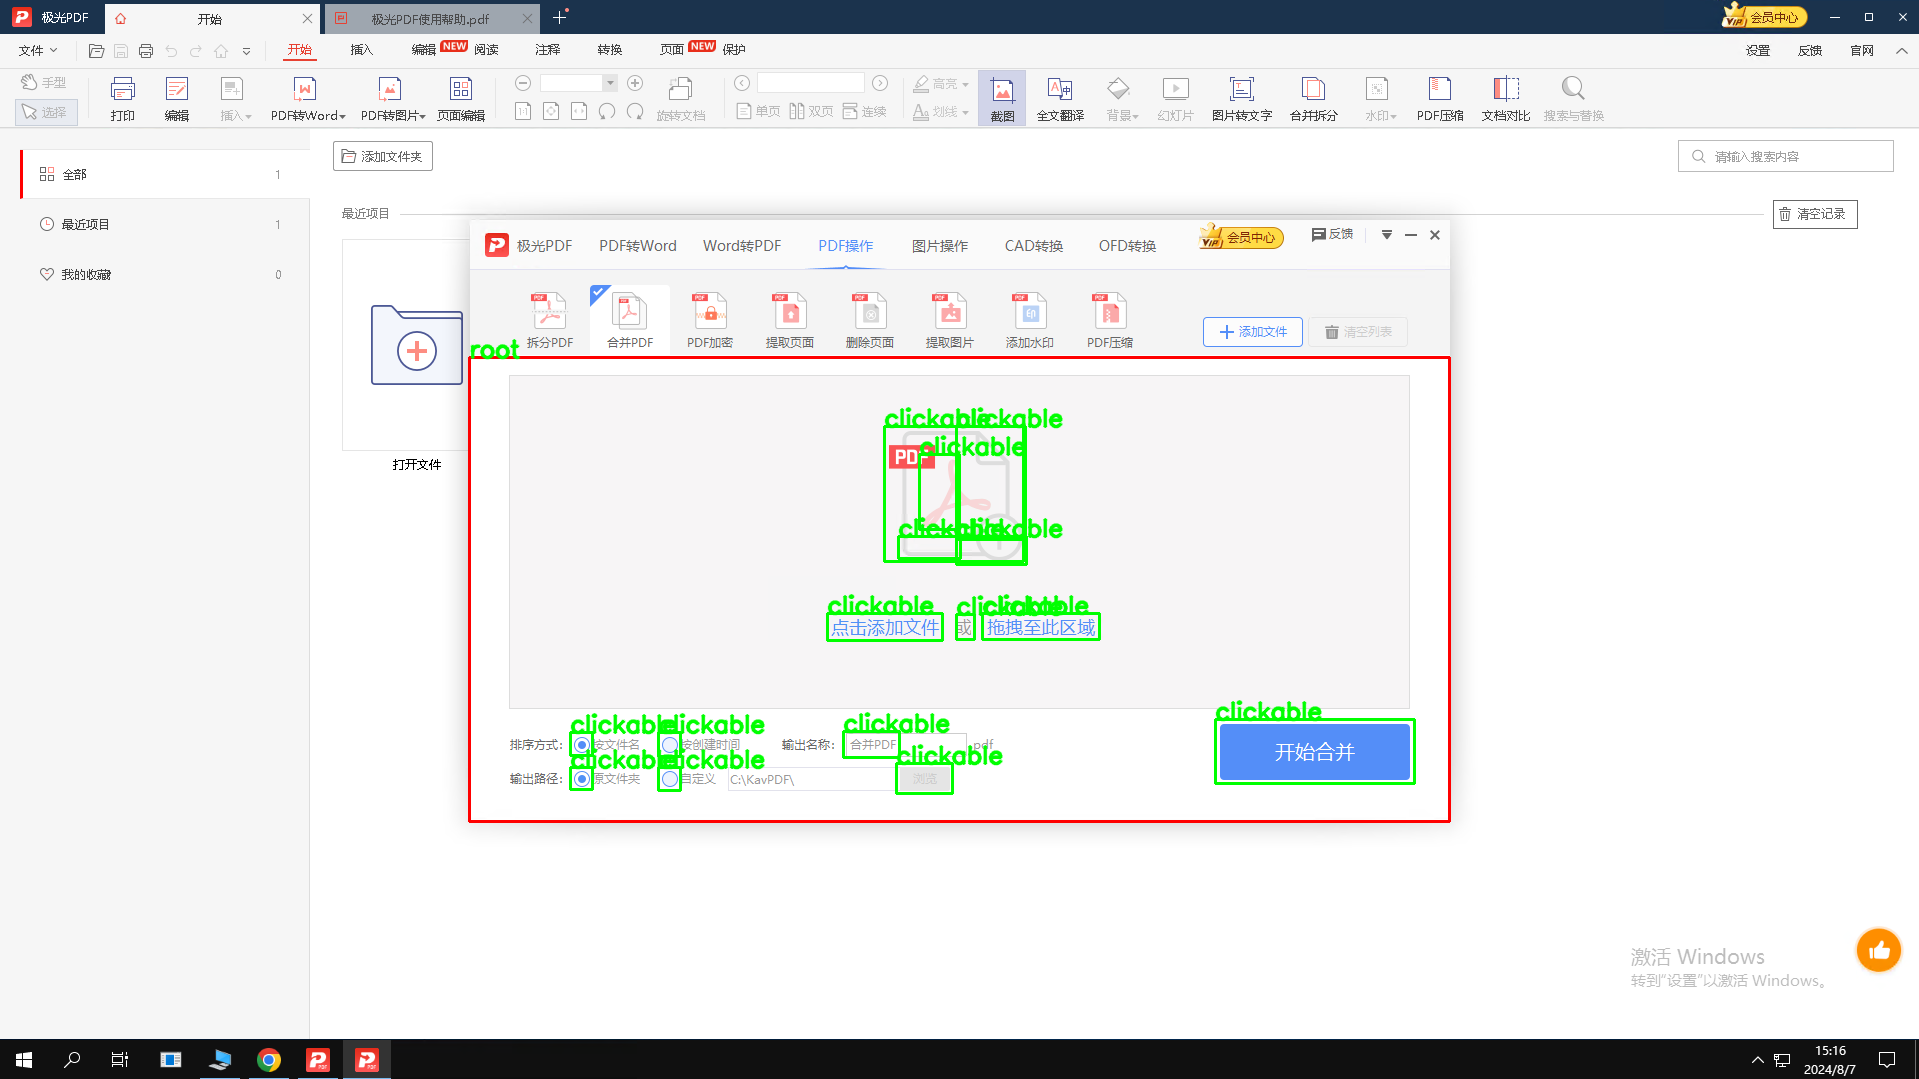 极光PDF
开始
极光PDF使用帮助.pdf
会员中心
文件
开始
插入
编辑
NEW
阅读
注释
转换
页面
NEW
保护
设置
反馈
官网
手型
选择
打印
编辑
插入
PDF转Word
PDF转图片
页面编辑
旋转文档
单页
双页
连续
高亮
划线
截图
全文翻译
背景
幻灯片
图片转文字
合并拆分
水印
PDF压缩
文档对比
搜索与替换
全部
1
最近项目
1
我的收藏
0
添加文件夹
请输入搜索内容
最近项目
清空记录
打开文件
极光PDF
PDF转Word
Word转PDF
PDF操作
图片操作
CAD转换
OFD转换
VIP
会员中心
反馈
拆分PDF
合并PDF
PDF加密
提取页面
删除页面
提取图片
添加水印
PDF压缩
添加文件
清空列表
root
clickable
clickable
clickable
PDF
clickable
clickable
clickable
clickable
clickable
点击添加文件
或
拖拽至此区域
clickable
clickable
clickable
clickable
排序方式:
按文件名
按创建时间
输出名称:
合并PDF
.pdf
开始合并
clickable
clickable
clickable
输出路径:
原文件夹
自定义
C:\KavPDF\
浏览
激活 Windows
转到“设置”以激活 Windows。
15:16
2024/8/7